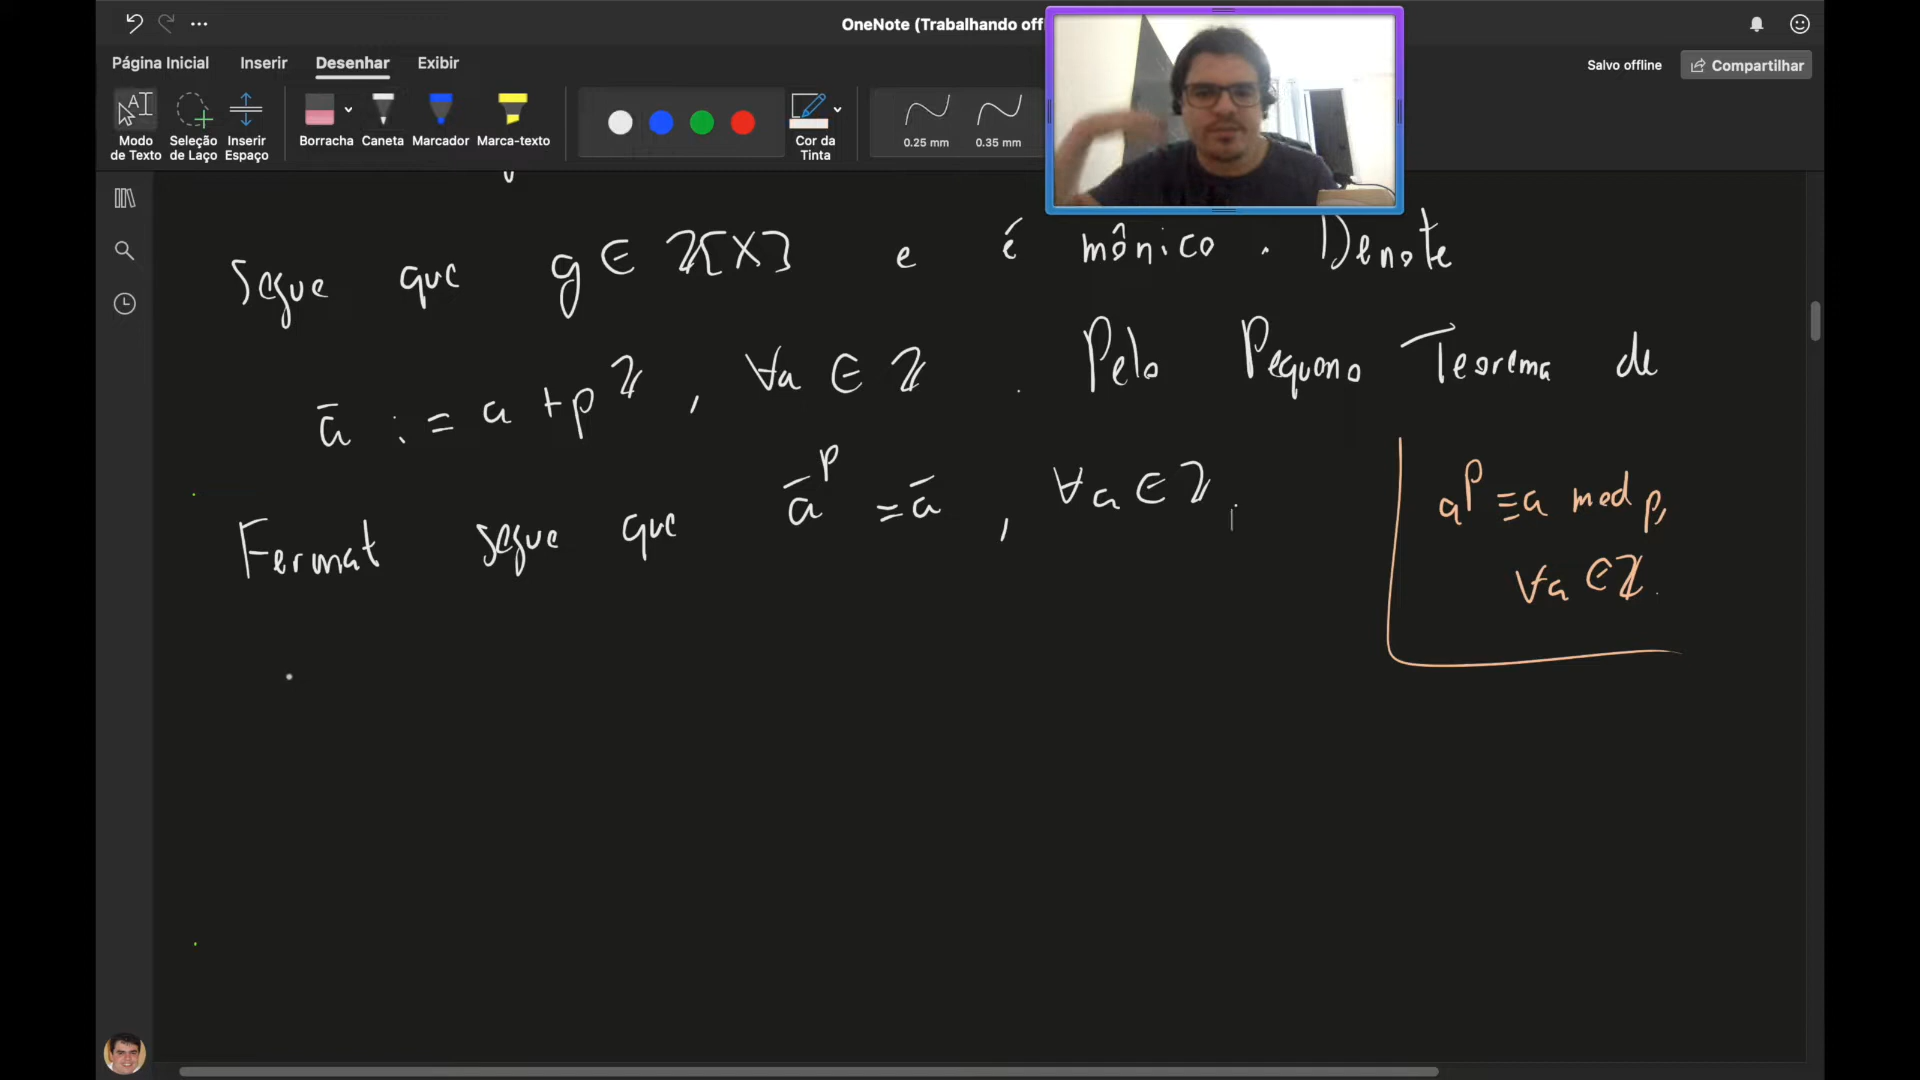 OneNote (Trabalhando off
Página Inicial Inserir Desenhar Exibir
Salvo offline Compartilhar
Modo de Texto Seleção de Laço Inserir Espaço Borracha Caneta Marcador Marca-texto Cor da Tinta 0.25 mm 0.35 mm
Segue que g ∈ ℤ[X] e é mônico. Denote
ā := a + pℤ, ∀a ∈ ℤ. Pelo Pequeno Teorema de
Fermat segue que ā^p = ā, ∀a ∈ ℤ,
a^p ≡ a mod p,
∀a ∈ ℤ.